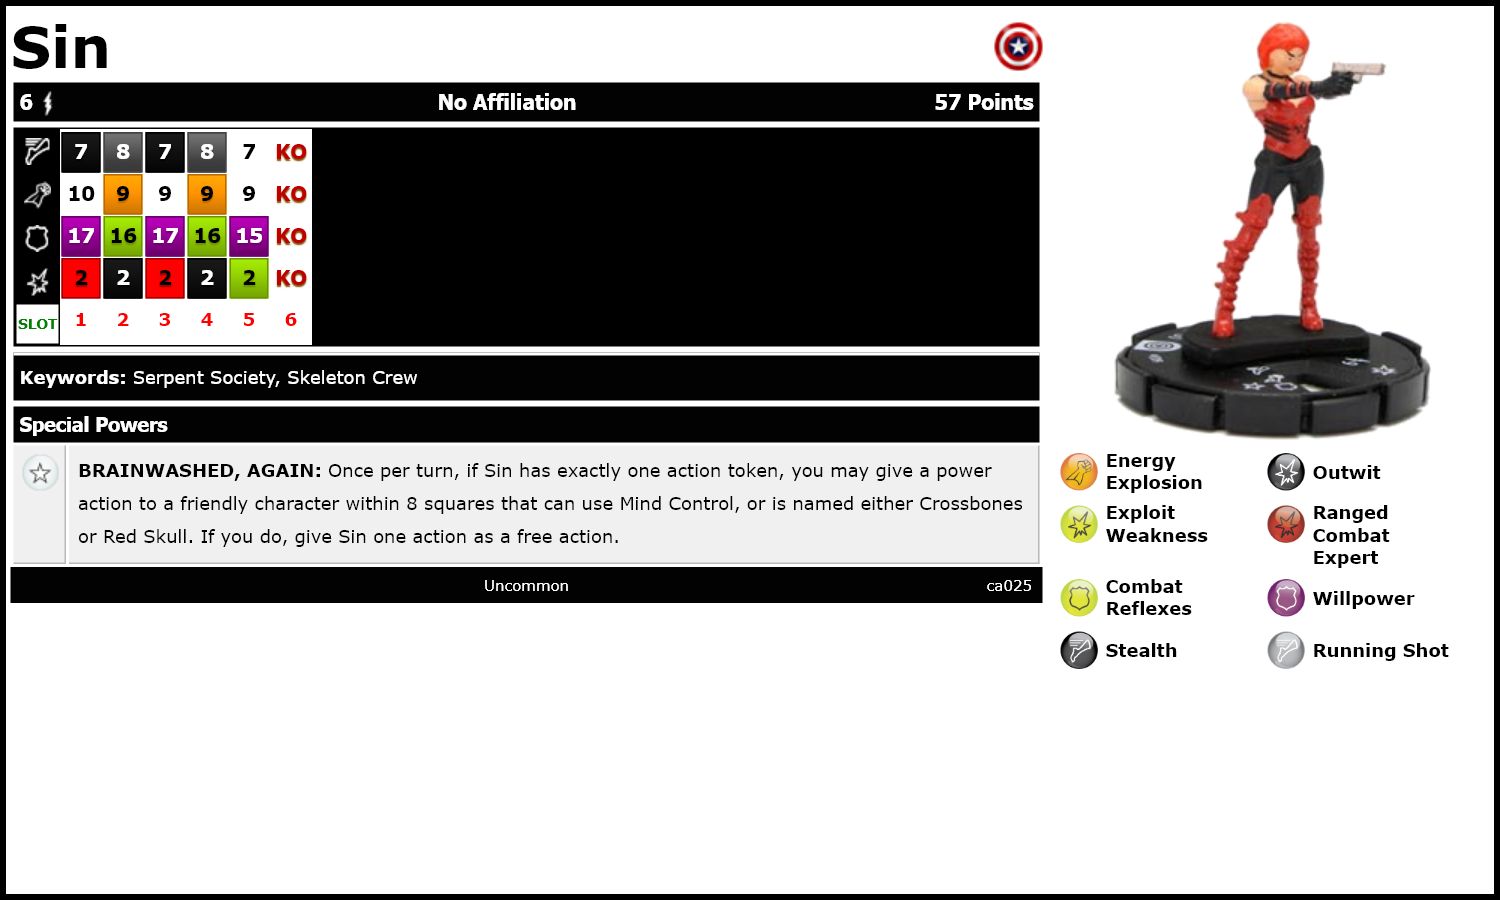 Sin
6 No Affiliation 57 Points
7 8 7 8 7 KO
10 9 9 9 9 KO
17 16 17 16 15 KO
2 2 2 2 2 KO
SLOT 1 2 3 4 5 6
Keywords: Serpent Society, Skeleton Crew
Special Powers
BRAINWASHED, AGAIN: Once per turn, if Sin has exactly one action token, you may give a power
action to a friendly character within 8 squares that can use Mind Control, or is named either Crossbones
or Red Skull. If you do, give Sin one action as a free action.
Uncommon ca025
Energy
Explosion
Outwit
Exploit
Weakness
Ranged
Combat
Expert
Combat
Reflexes
Willpower
Stealth
Running Shot